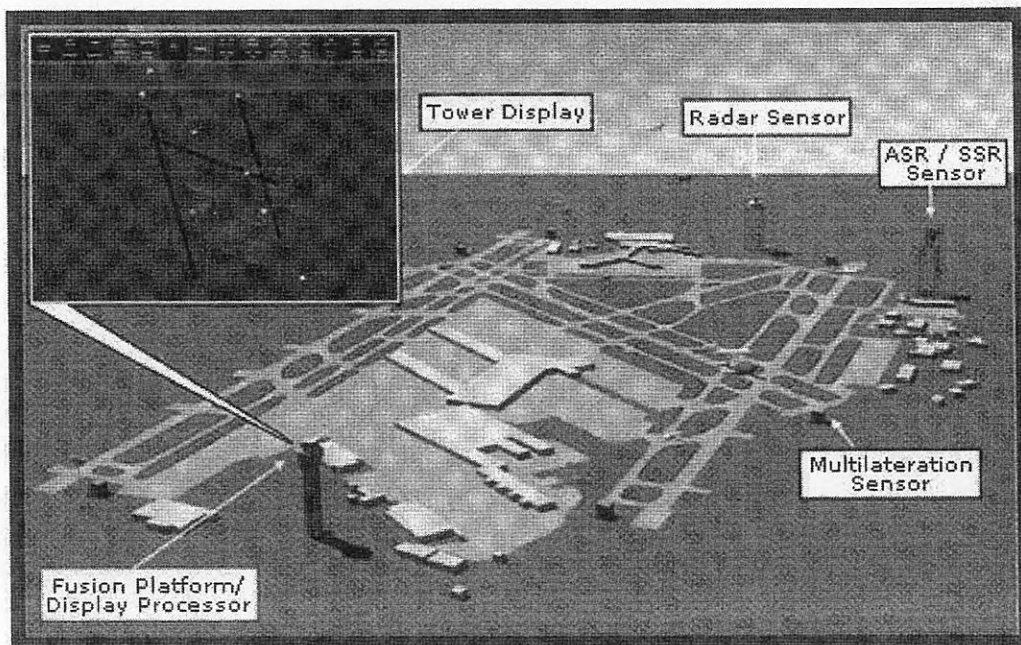 Tower Display
Radar Sensor
ASR / SSR
Sensor
Multilateration
Sensor
Fusion Platform/
Display Processor